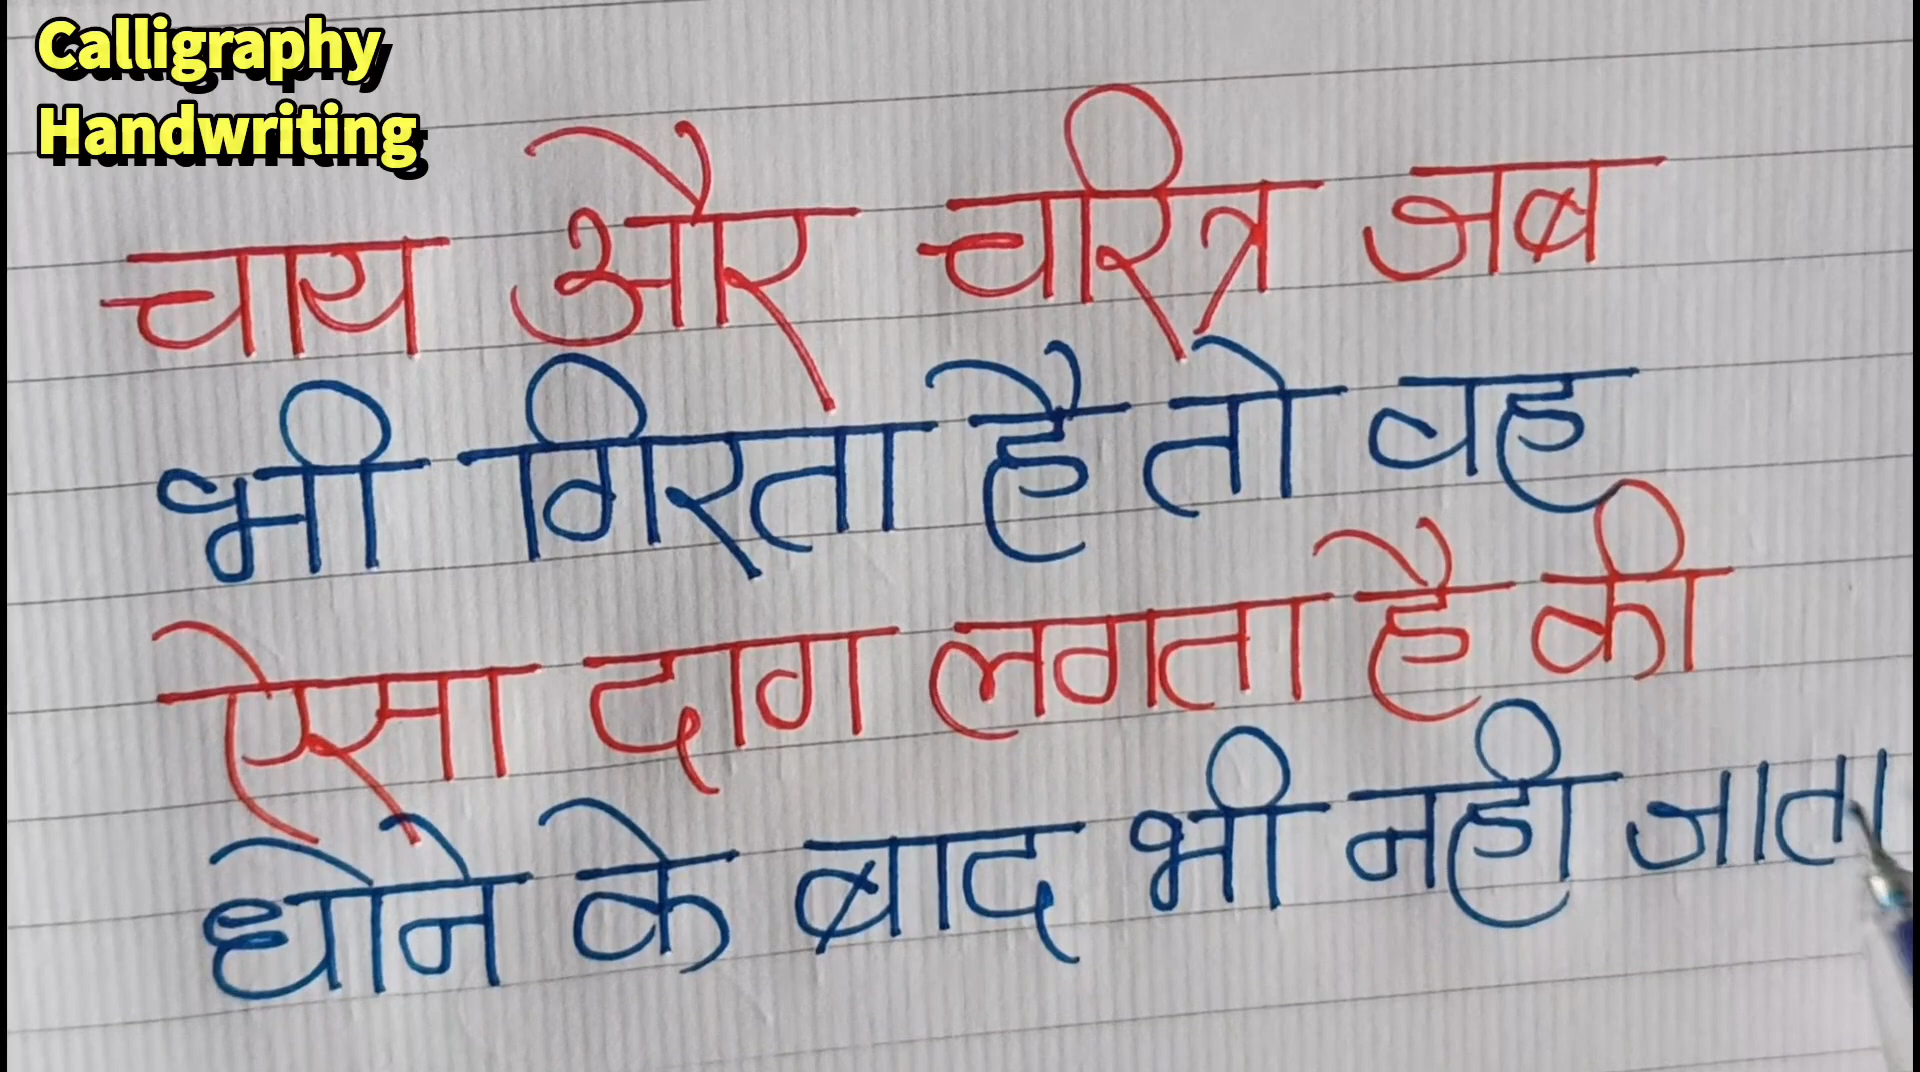 Calligraphy
Handwriting
चाय और चरित्र जब
भी गिरता है तो वह
ऐसा दाग लगता है की
धोने के बाद भी नही जाता